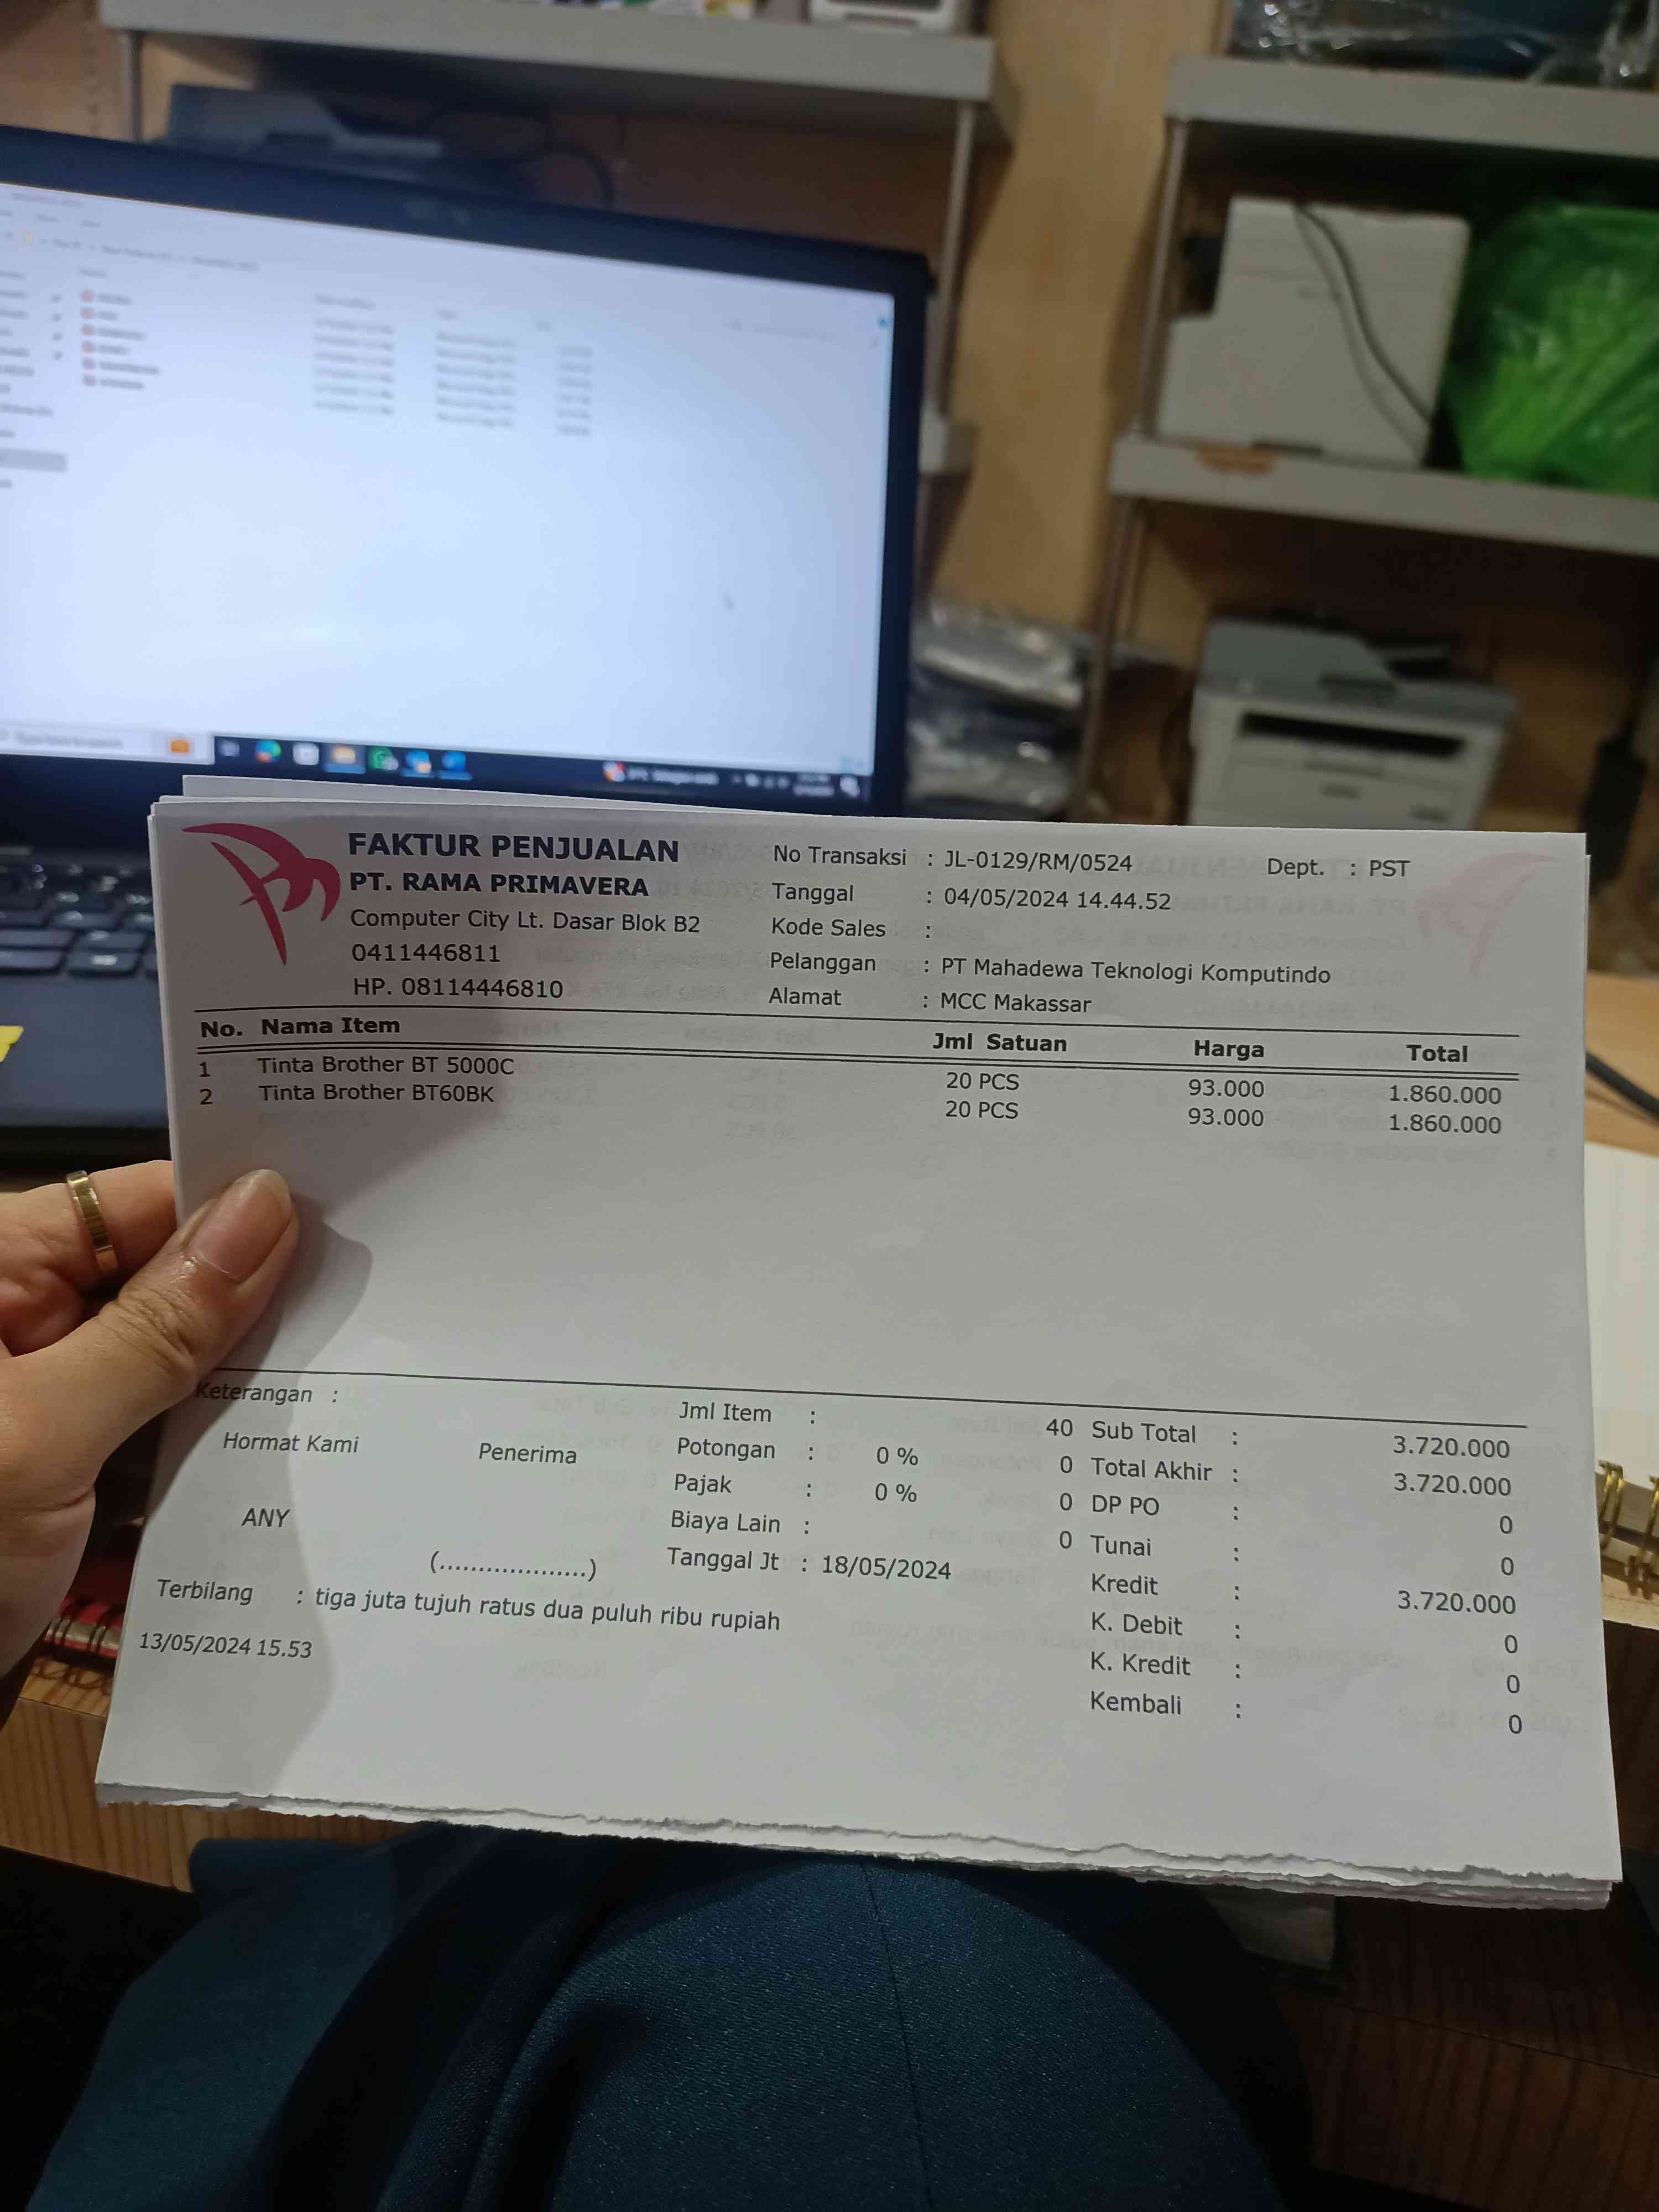 FAKTUR PENJUALAN
PT. RAMA PRIMAVERA
Computer City Lt. Dasar Blok B2
0411446811
HP. 08114446810
No Transaksi : JL-0129/RM/0524 Dept. : PST
Tanggal : 04/05/2024 14.44.52
Kode Sales :
Pelanggan : PT Mahadewa Teknologi Komputindo
Alamat : MCC Makassar
No. Nama Item Jml Satuan Harga Total
1 Tinta Brother BT 5000C 20 PCS 93.000 1.860.000
2 Tinta Brother BT60BK 20 PCS 93.000 1.860.000
Keterangan :
Hormat Kami Penerima
ANY
(...................)
Jml Item : 40
Potongan : 0 % 0
Pajak : 0 % 0
Biaya Lain : 0
Tanggal Jt : 18/05/2024
Sub Total : 3.720.000
Total Akhir : 3.720.000
DP PO : 0
Tunai : 0
Kredit : 3.720.000
K. Debit : 0
K. Kredit : 0
Kembali : 0
Terbilang : tiga juta tujuh ratus dua puluh ribu rupiah
13/05/2024 15.53